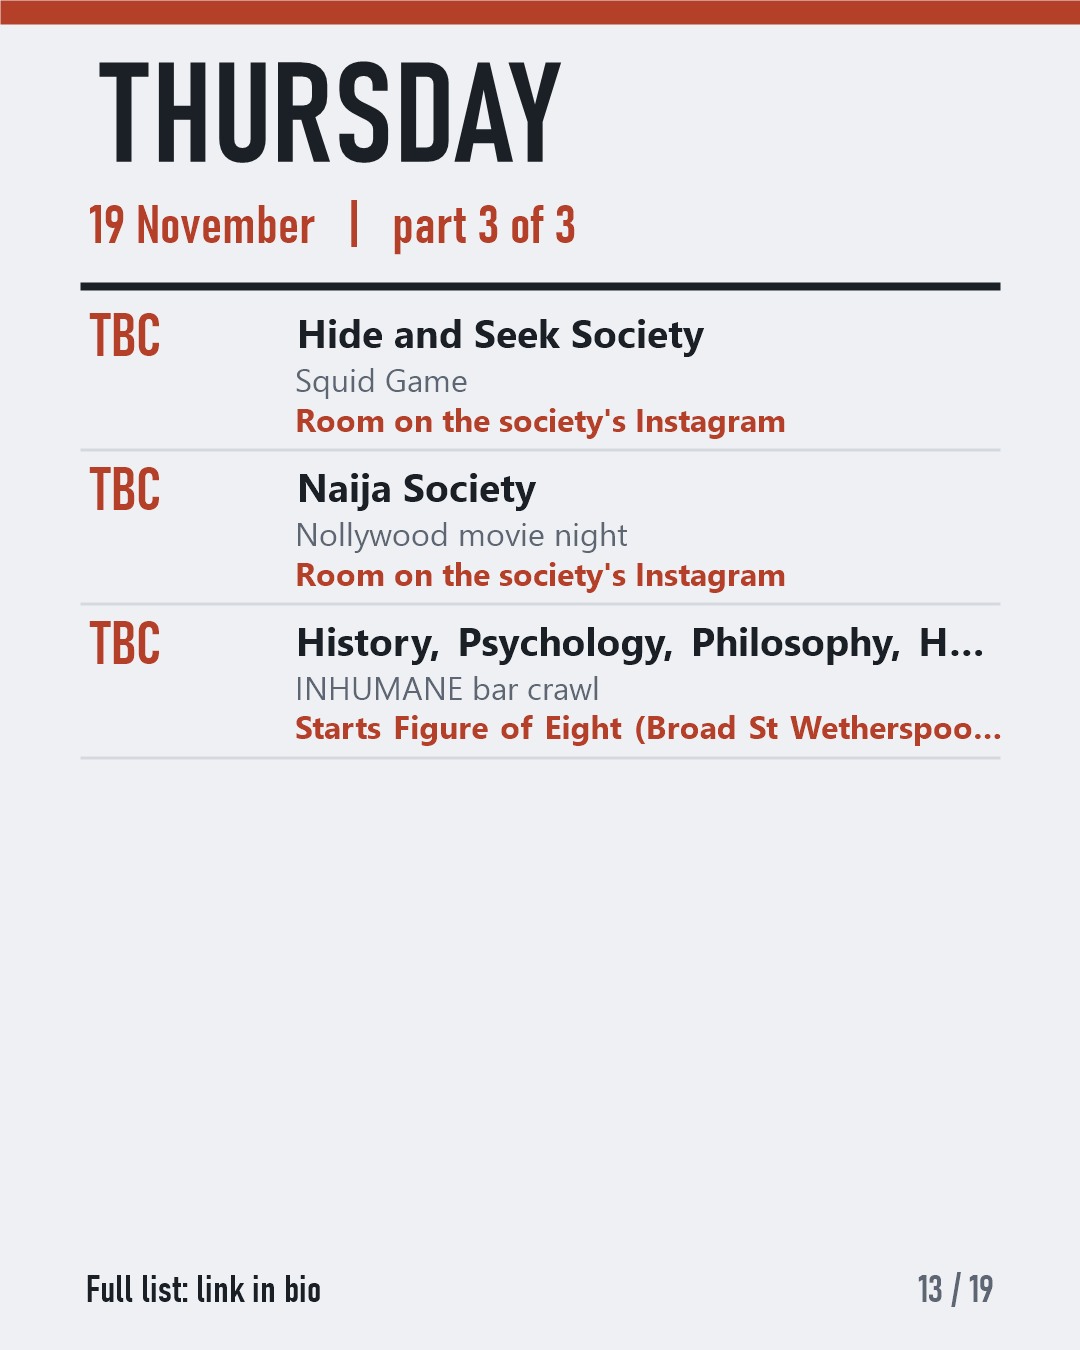 THURSDAY
19 November | part 3 of 3
TBC
Hide and Seek Society
Squid Game
Room on the society's Instagram
TBC
Naija Society
Nollywood movie night
Room on the society's Instagram
TBC
History, Psychology, Philosophy, H...
INHUMANE bar crawl
Starts Figure of Eight (Broad St Wetherspoo...
Full list: link in bio
13 / 19